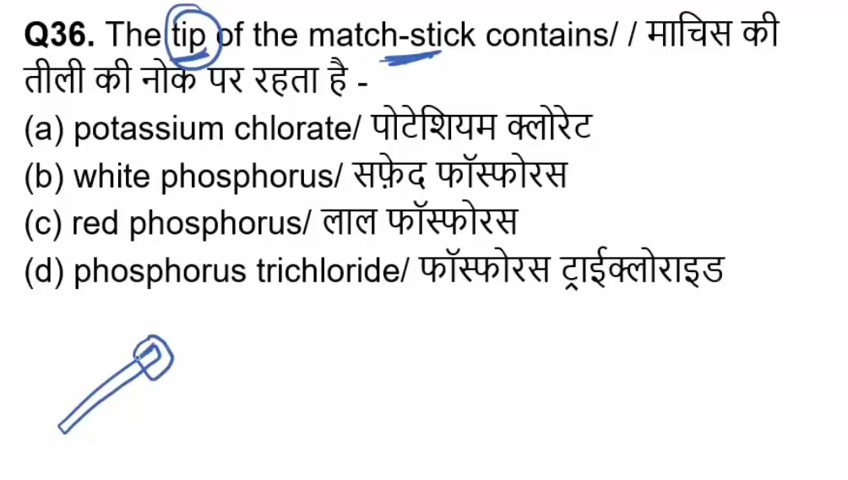 Q36. The tip of the match-stick contains/ / माचिस की
तीली की नोक पर रहता है -
(a) potassium chlorate/ पोटेशियम क्लोरेट
(b) white phosphorus/ सफ़ेद फॉस्फोरस
(c) red phosphorus/ लाल फॉस्फोरस
(d) phosphorus trichloride/ फॉस्फोरस ट्राईक्लोराइड